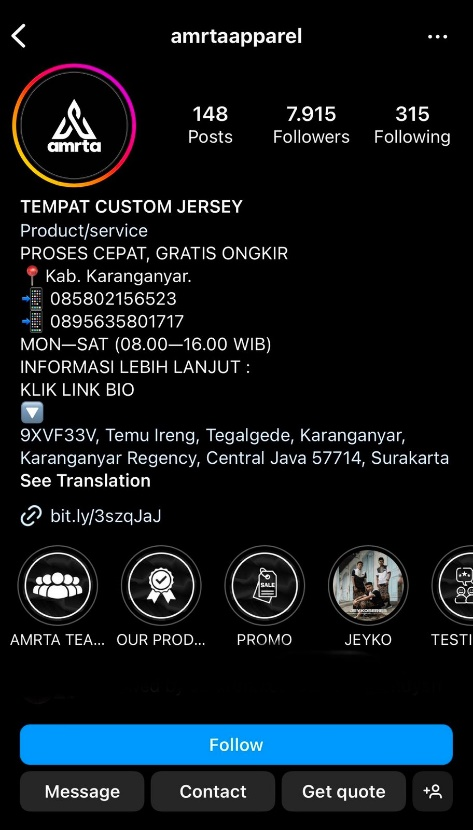 amrtaapparel
amrta
148
Posts
7.915
Followers
315
Following
TEMPAT CUSTOM JERSEY
Product/service
PROSES CEPAT, GRATIS ONGKIR
📍 Kab. Karanganyar.
📲 085802156523
📲 0895635801717
MON—SAT (08.00—16.00 WIB)
INFORMASI LEBIH LANJUT :
KLIK LINK BIO
🔽
9XVF33V, Temu Ireng, Tegalgede, Karanganyar,
Karanganyar Regency, Central Java 57714, Surakarta
See Translation
bit.ly/3szqJaJ
SALE
AMRTA TEA...
OUR PROD...
PROMO
JEYKO
TESTI
Follow
Message
Contact
Get quote